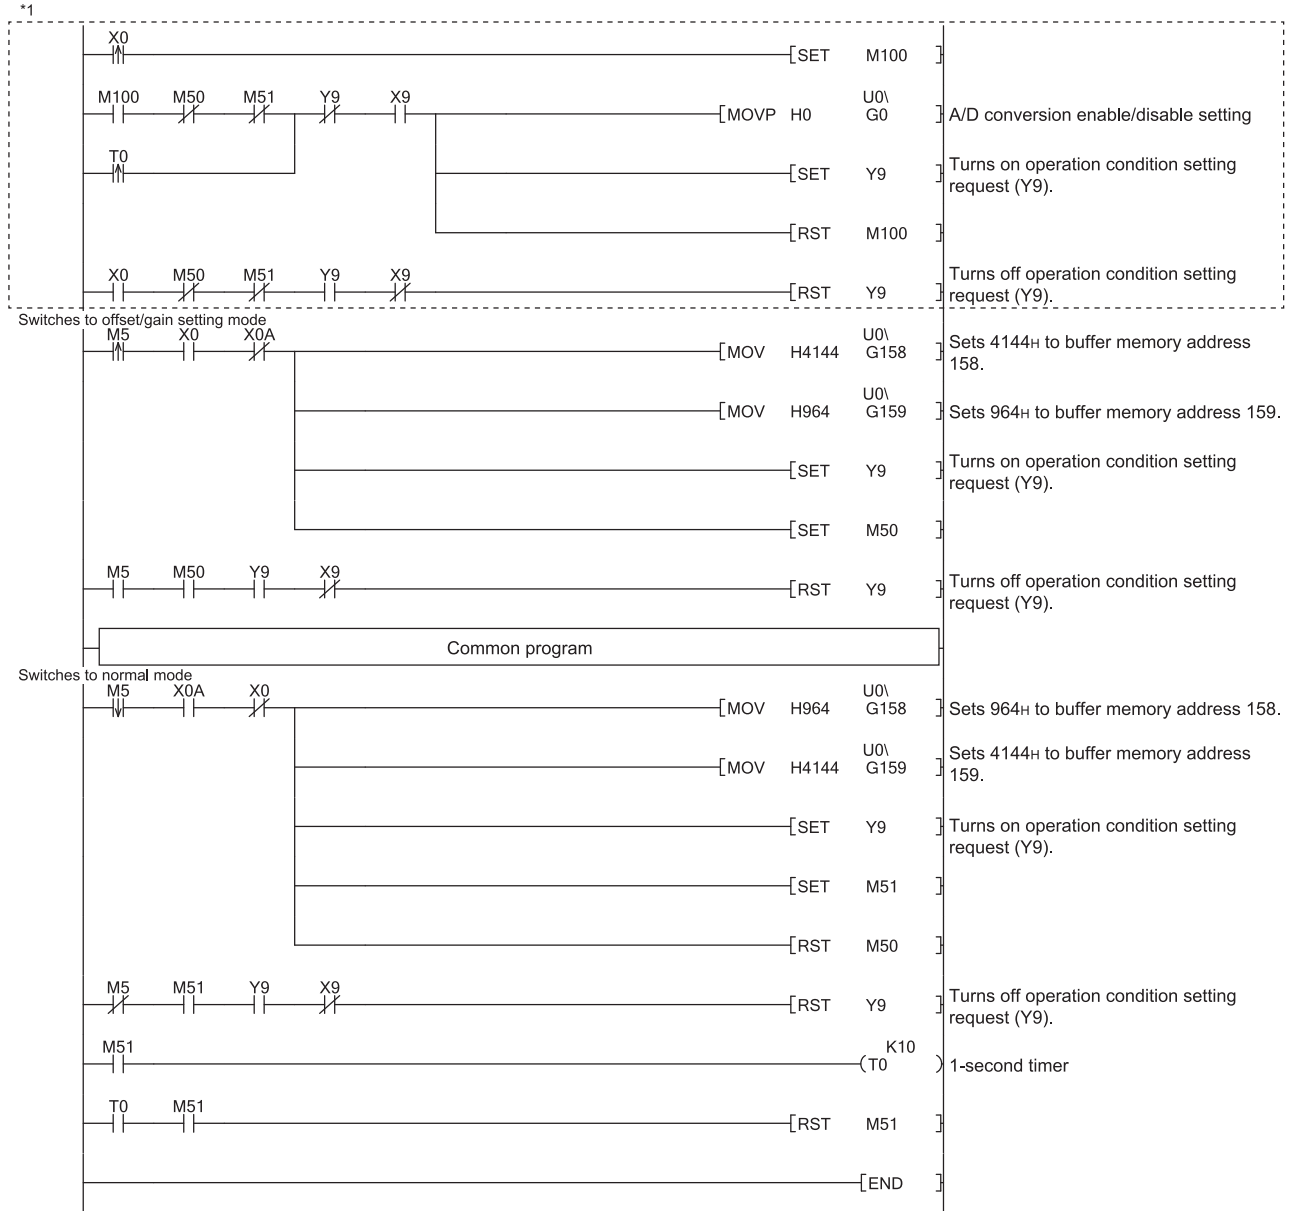 *1
X0
[SET M100 ]
M100 M50 M51 Y9 X9 U0\
[MOVP H0 G0 ] A/D conversion enable/disable setting
T0
[SET Y9 ] Turns on operation condition setting
request (Y9).
[RST M100 ]
X0 M50 M51 Y9 X9
[RST Y9 ] Turns off operation condition setting
request (Y9).
Switches to offset/gain setting mode
M5 X0 X0A U0\
[MOV H4144 G158 ] Sets 4144H to buffer memory address
158.
U0\
[MOV H964 G159 ] Sets 964H to buffer memory address 159.
[SET Y9 ] Turns on operation condition setting
request (Y9).
[SET M50 ]
M5 M50 Y9 X9
[RST Y9 ] Turns off operation condition setting
request (Y9).
Common program
Switches to normal mode
M5 X0A X0 U0\
[MOV H964 G158 ] Sets 964H to buffer memory address 158.
U0\
[MOV H4144 G159 ] Sets 4144H to buffer memory address
159.
[SET Y9 ] Turns on operation condition setting
request (Y9).
[SET M51 ]
[RST M50 ]
M5 M51 Y9 X9
[RST Y9 ] Turns off operation condition setting
request (Y9).
M51 K10
(T0 ) 1-second timer
T0 M51
[RST M51 ]
[END ]